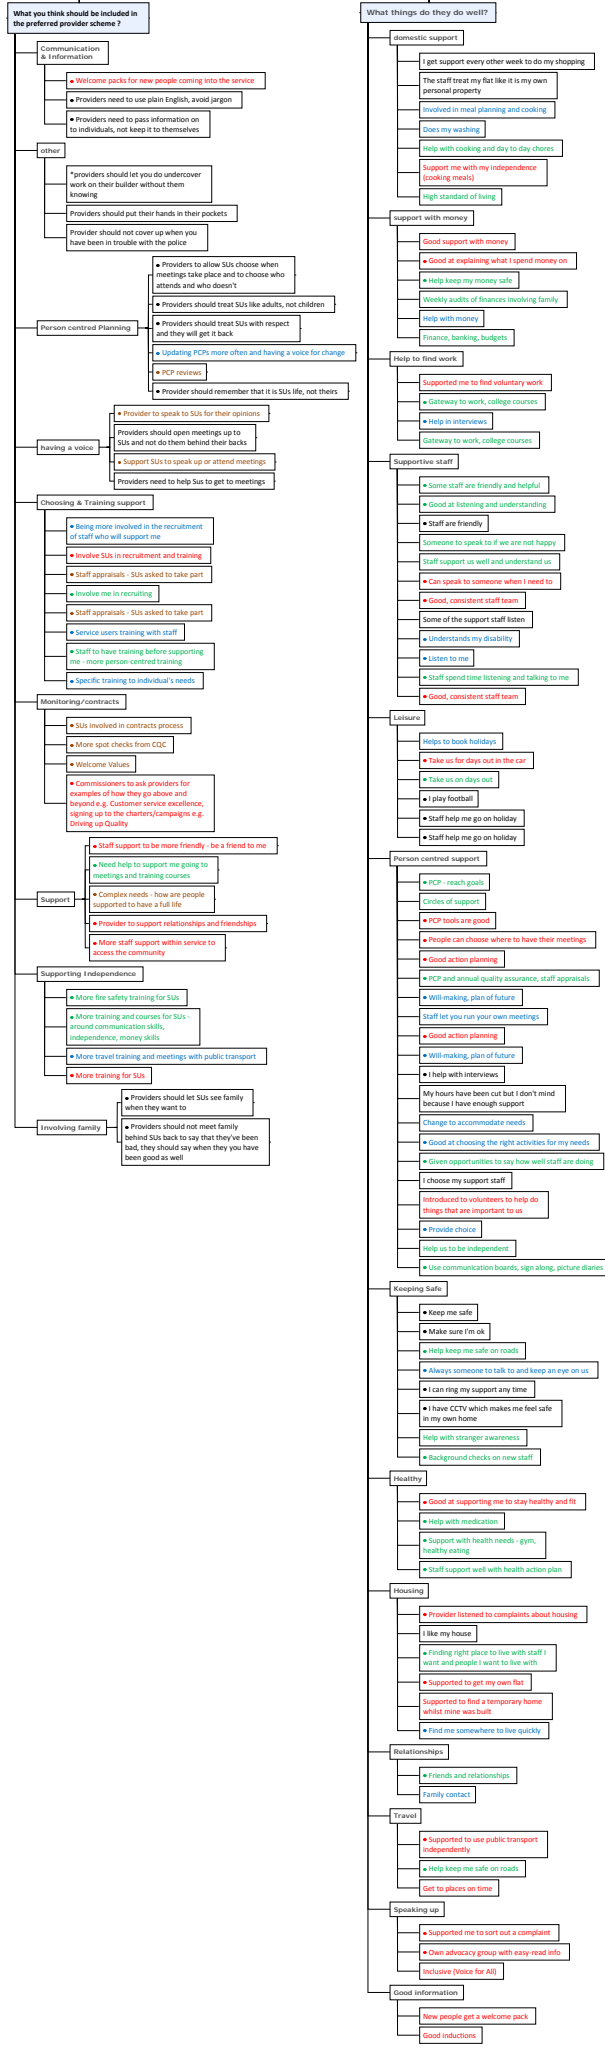 What you think should be included in
the preferred provider scheme ?
Communication
& Information
• Welcome packs for new people coming into the service
• Providers need to use plain English, avoid jargon
• Providers need to pass information on
to individuals, not keep it to themselves
other
*providers should let you do undercover
work on their builder without them
knowing
Providers should put their hands in their pockets
Provider should not cover up when you
have been in trouble with the police
Person centred Planning
• Providers to allow SUs choose when
meetings take place and to choose who
attends and who doesn't
• Providers should treat SUs like adults, not children
• Providers should treat SUs with respect
and they will get it back
• Updating PCPs more often and having a voice for change
• PCP reviews
• Provider should remember that it is SUs life, not theirs
having a voice
• Provider to speak to SUs for their opinions
Providers should open meetings up to
SUs and not do them behind their backs
• Support SUs to speak up or attend meetings
Providers need to help Sus to get to meetings
Choosing & Training support
• Being more involved in the recruitment
of staff who will support me
• Involve SUs in recruitment and training
• Staff appraisals - SUs asked to take part
• Involve me in recruiting
• Staff appraisals - SUs asked to take part
• Service users training with staff
• Staff to have training before supporting
me - more person-centred training
• Specific training to individual's needs
Monitoring/contracts
• SUs involved in contracts process
• More spot checks from CQC
• Welcome Values
• Commissioners to ask providers for
examples of how they go above and
beyond e.g. Customer service excellence,
signing up to the charters/campaigns e.g.
Driving up Quality
Support
• Staff support to be more friendly - be a friend to me
• Need help to support me going to
meetings and training courses
• Complex needs - how are people
supported to have a full life
• Provider to support relationships and friendships
• More staff support within service to
access the community
Supporting Independence
• More fire safety training for SUs
• More training and courses for SUs -
around communication skills,
independence, money skills
• More travel training and meetings with public transport
• More training for SUs
Involving family
• Providers should let SUs see family
when they want to
• Providers should not meet family
behind SUs back to say that they've been
bad, they should say when they you have
been good as well
What things do they do well?
domestic support
I get support every other week to do my shopping
The staff treat my flat like it is my own
personal property
Involved in meal planning and cooking
Does my washing
Help with cooking and day to day chores
Support me with my independence
(cooking meals)
High standard of living
support with money
Good support with money
• Good at explaining what I spend money on
• Help keep my money safe
Weekly audits of finances involving family
Help with money
Finance, banking, budgets
Help to find work
Supported me to find voluntary work
• Gateway to work, college courses
• Help in interviews
Gateway to work, college courses
Supportive staff
• Some staff are friendly and helpful
• Good at listening and understanding
• Staff are friendly
Someone to speak to if we are not happy
Staff support us well and understand us
• Can speak to someone when I need to
• Good, consistent staff team
Some of the support staff listen
• Understands my disability
• Listen to me
• Staff spend time listening and talking to me
• Good, consistent staff team
Leisure
Helps to book holidays
• Take us for days out in the car
• Take us on days out
• I play football
• Staff help me go on holiday
• Staff help me go on holiday
Person centred support
• PCP - reach goals
Circles of support
• PCP tools are good
• People can choose where to have their meetings
• Good action planning
• PCP and annual quality assurance, staff appraisals
• Will-making, plan of future
Staff let you run your own meetings
• Good action planning
• Will-making, plan of future
• I help with interviews
My hours have been cut but I don't mind
because I have enough support
Change to accommodate needs
• Good at choosing the right activities for my needs
• Given opportunities to say how well staff are doing
I choose my support staff
Introduced to volunteers to help do
things that are important to us
• Provide choice
Help us to be independent
• Use communication boards, sign along, picture diaries
Keeping Safe
• Keep me safe
• Make sure I'm ok
• Help keep me safe on roads
• Always someone to talk to and keep an eye on us
• I can ring my support any time
• I have CCTV which makes me feel safe
in my own home
Help with stranger awareness
• Background checks on new staff
Healthy
• Good at supporting me to stay healthy and fit
• Help with medication
• Support with health needs - gym,
healthy eating
• Staff support well with health action plan
Housing
• Provider listened to complaints about housing
I like my house
• Finding right place to live with staff I
want and people I want to live with
• Supported to get my own flat
Supported to find a temporary home
whilst mine was built
• Find me somewhere to live quickly
Relationships
• Friends and relationships
Family contact
Travel
• Supported to use public transport
independently
• Help keep me safe on roads
Get to places on time
Speaking up
• Supported me to sort out a complaint
• Own advocacy group with easy-read info
Inclusive (Voice for All)
Good information
New people get a welcome pack
Good inductions